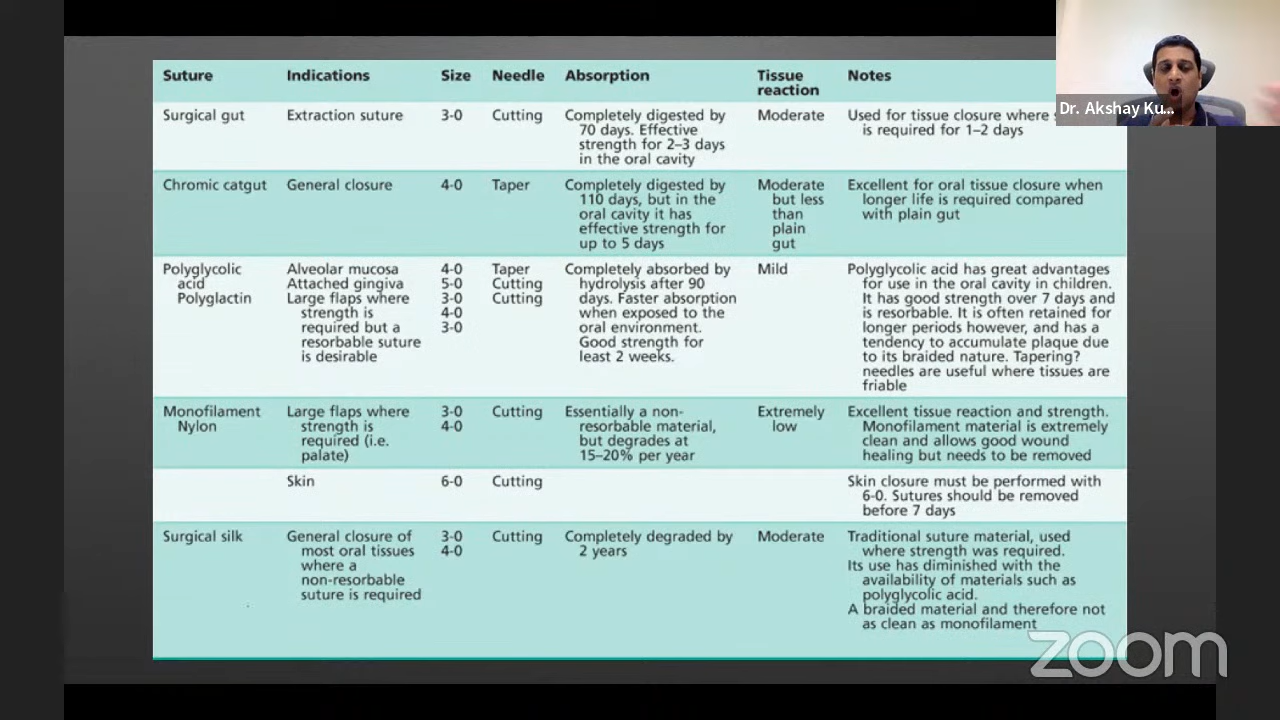 Suture Indications Size Needle Absorption Tissue reaction Notes
Surgical gut Extraction suture 3-0 Cutting Completely digested by Moderate Used for tissue closure where
70 days. Effective is required for 1–2 days
strength for 2–3 days
in the oral cavity
Chromic catgut General closure 4-0 Taper Completely digested by Moderate Excellent for oral tissue closure when
110 days, but in the but less longer life is required compared
oral cavity it has than with plain gut
effective strength for plain
up to 5 days gut
Polyglycolic Alveolar mucosa 4-0 Taper Completely absorbed by Mild Polyglycolic acid has great advantages
acid Attached gingiva 5-0 Cutting hydrolysis after 90 for use in the oral cavity in children.
Polyglactin Large flaps where 3-0 Cutting days. Faster absorption It has good strength over 7 days and
strength is 4-0 when exposed to the is resorbable. It is often retained for
required but a 3-0 oral environment. longer periods however, and has a
resorbable suture Good strength for tendency to accumulate plaque due
is desirable least 2 weeks. to its braided nature. Tapering?
needles are useful where tissues are
friable
Monofilament Large flaps where 3-0 Cutting Essentially a non- Extremely Excellent tissue reaction and strength.
Nylon strength is 4-0 resorbable material, low Monofilament material is extremely
required (i.e. but degrades at clean and allows good wound
palate) 15–20% per year healing but needs to be removed
Skin 6-0 Cutting Skin closure must be performed with
6-0. Sutures should be removed
before 7 days
Surgical silk General closure of 3-0 Cutting Completely degraded by Moderate Traditional suture material, used
most oral tissues 4-0 2 years where strength was required.
where a Its use has diminished with the
non-resorbable availability of materials such as
suture is required polyglycolic acid.
A braided material and therefore not
as clean as monofilament
Dr. Akshay Ku...
zoom